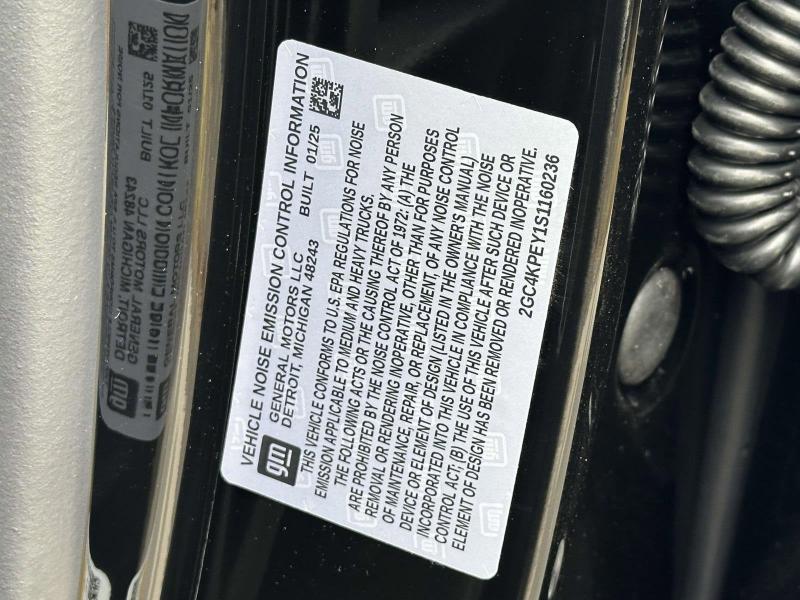 VEHICLE NOISE EMISSION CONTROL INFORMATION
gm
GENERAL MOTORS LLC
DETROIT, MICHIGAN 48243 BUILT 01/25
THIS VEHICLE CONFORMS TO U.S. EPA REGULATIONS FOR NOISE
EMISSION APPLICABLE TO MEDIUM AND HEAVY TRUCKS.
THE FOLLOWING ACTS OR THE CAUSING THEREOF BY ANY PERSON
ARE PROHIBITED BY THE NOISE CONTROL ACT OF 1972: (A) THE
REMOVAL OR RENDERING INOPERATIVE, OTHER THAN FOR PURPOSES
OF MAINTENANCE, REPAIR, OR REPLACEMENT, OF ANY NOISE CONTROL
DEVICE OR ELEMENT OF DESIGN (LISTED IN THE OWNER'S MANUAL)
INCORPORATED INTO THIS VEHICLE IN COMPLIANCE WITH THE NOISE
CONTROL ACT; (B) THE USE OF THIS VEHICLE AFTER SUCH DEVICE OR
ELEMENT OF DESIGN HAS BEEN REMOVED OR RENDERED INOPERATIVE.
2GC4KPEY1S1160236